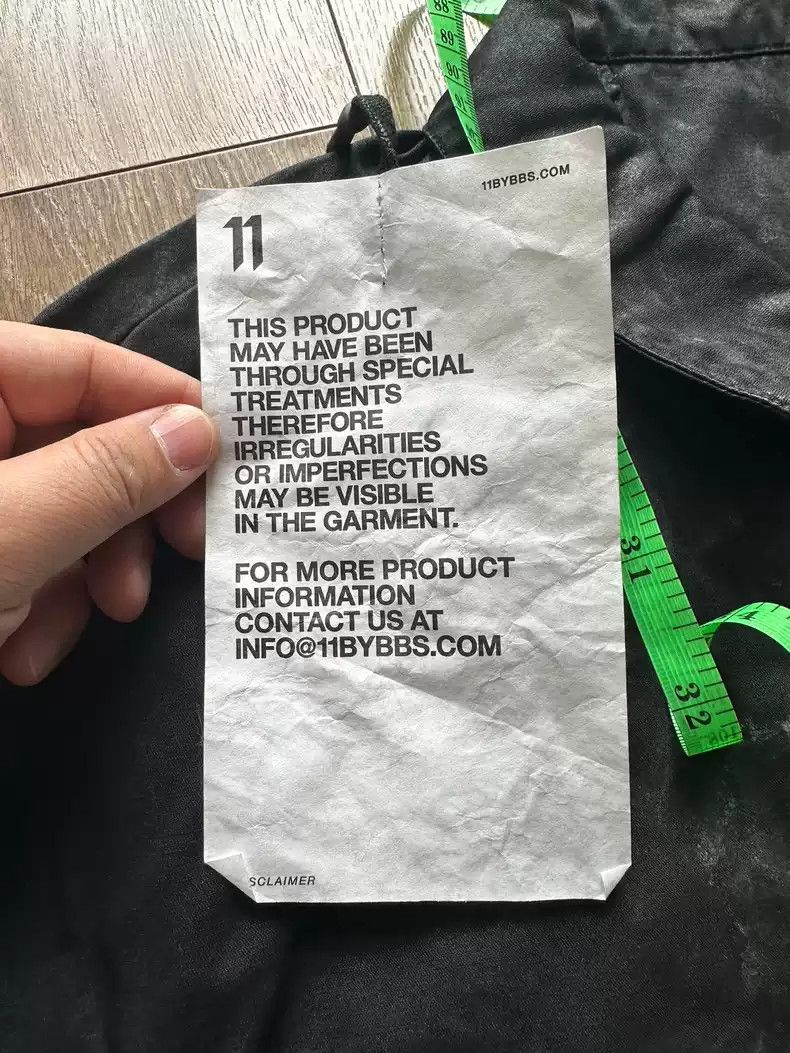 88
89
90
91
11BYBBS.COM
11
THIS PRODUCT
MAY HAVE BEEN
THROUGH SPECIAL
TREATMENTS
THEREFORE
IRREGULARITIES
OR IMPERFECTIONS
MAY BE VISIBLE
IN THE GARMENT.
FOR MORE PRODUCT
INFORMATION
CONTACT US AT
INFO@11BYBBS.COM
31
32
SCLAIMER